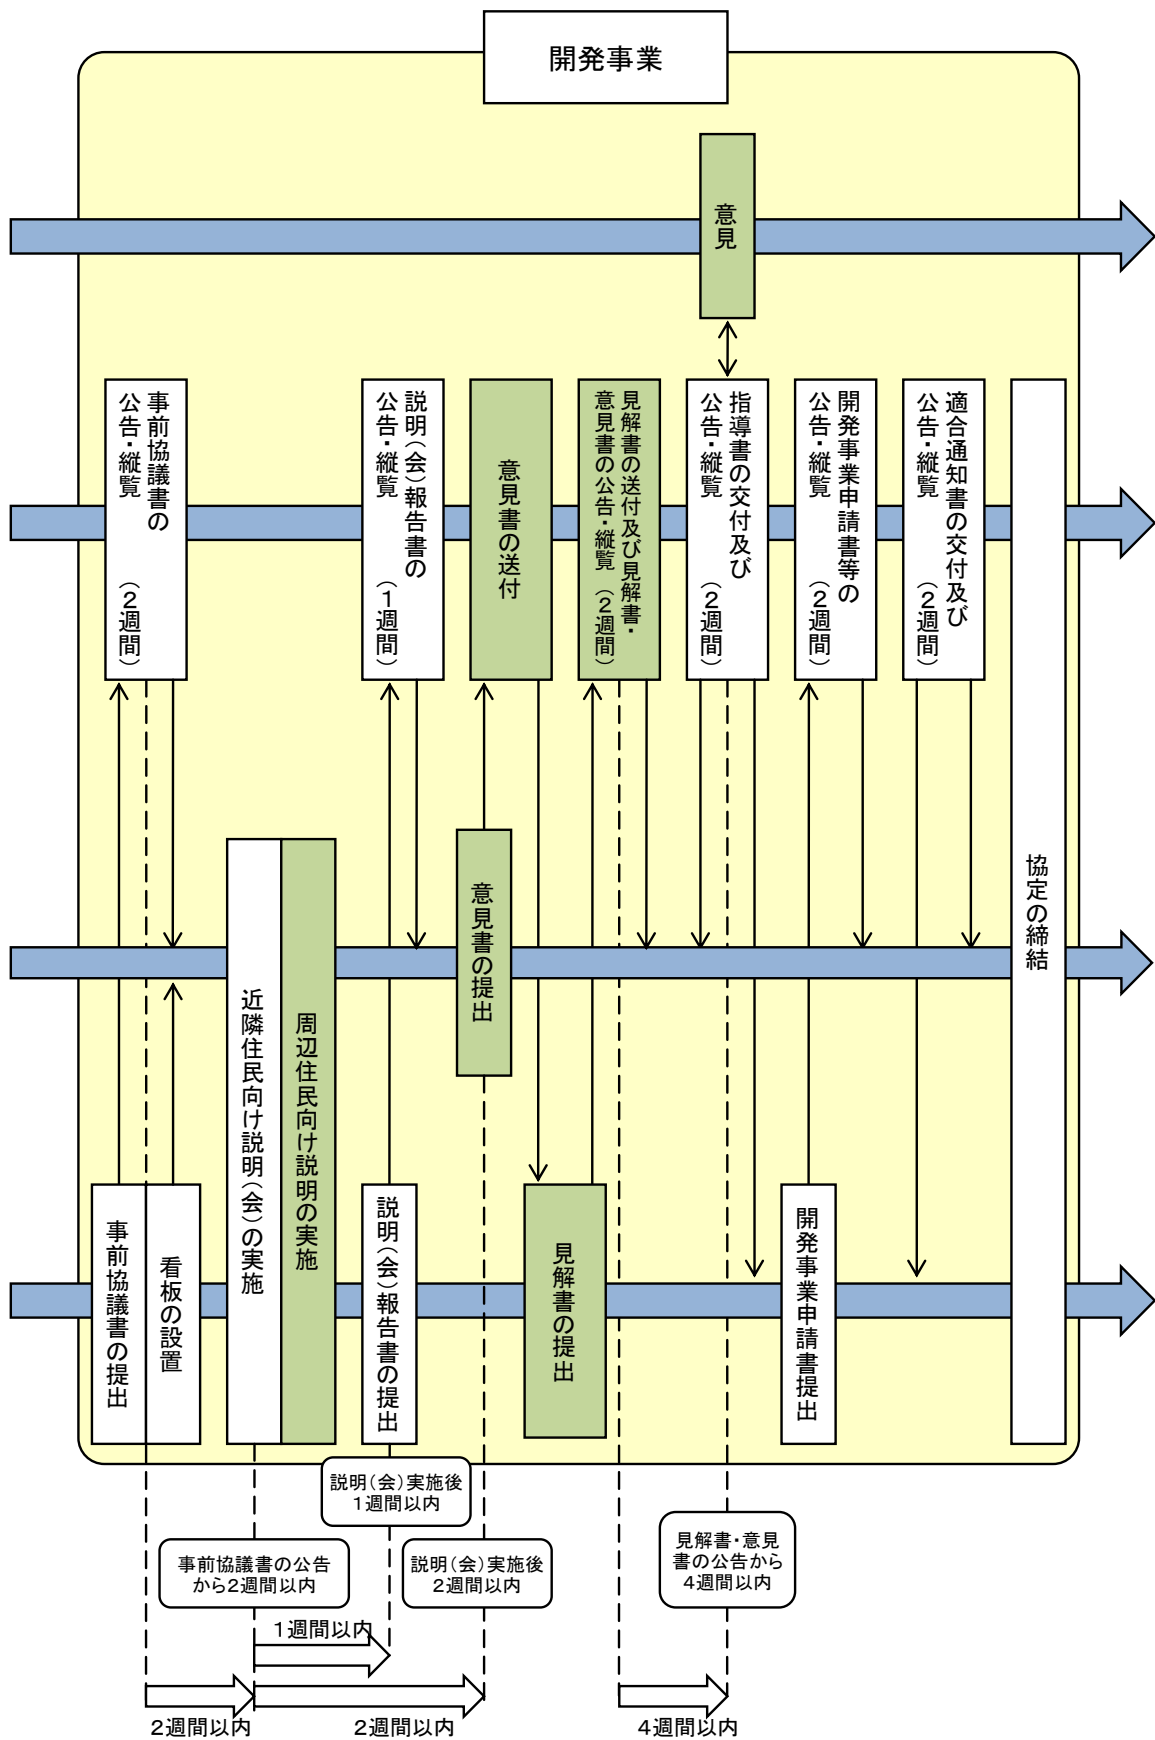 開発事業
意見
事前協議書の
公告・縦覧 （２週間）
説明（会）報告書の
公告・縦覧 （１週間）
意見書の送付
見解書の送付及び見解書・
意見書の公告・縦覧 （２週間）
指導書の交付及び
公告・縦覧 （２週間）
開発事業申請書等の
公告・縦覧 （２週間）
適合通知書の交付及び
公告・縦覧 （２週間）
協定の締結
意見書の提出
近隣住民向け説明（会）の実施
周辺住民向け説明の実施
事前協議書の提出
看板の設置
説明（会）報告書の提出
見解書の提出
開発事業申請書提出
説明（会）実施後
１週間以内
事前協議書の公告
から2週間以内
説明（会）実施後
２週間以内
見解書・意見
書の公告から
４週間以内
１週間以内
２週間以内
２週間以内
４週間以内